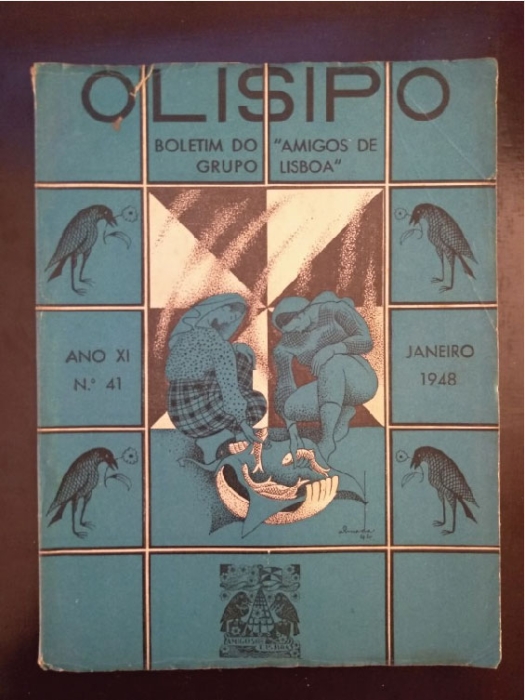 OLISIPO
BOLETIM DO "AMIGOS DE
GRUPO LISBOA"
ANO XI
N.º 41
JANEIRO
1948